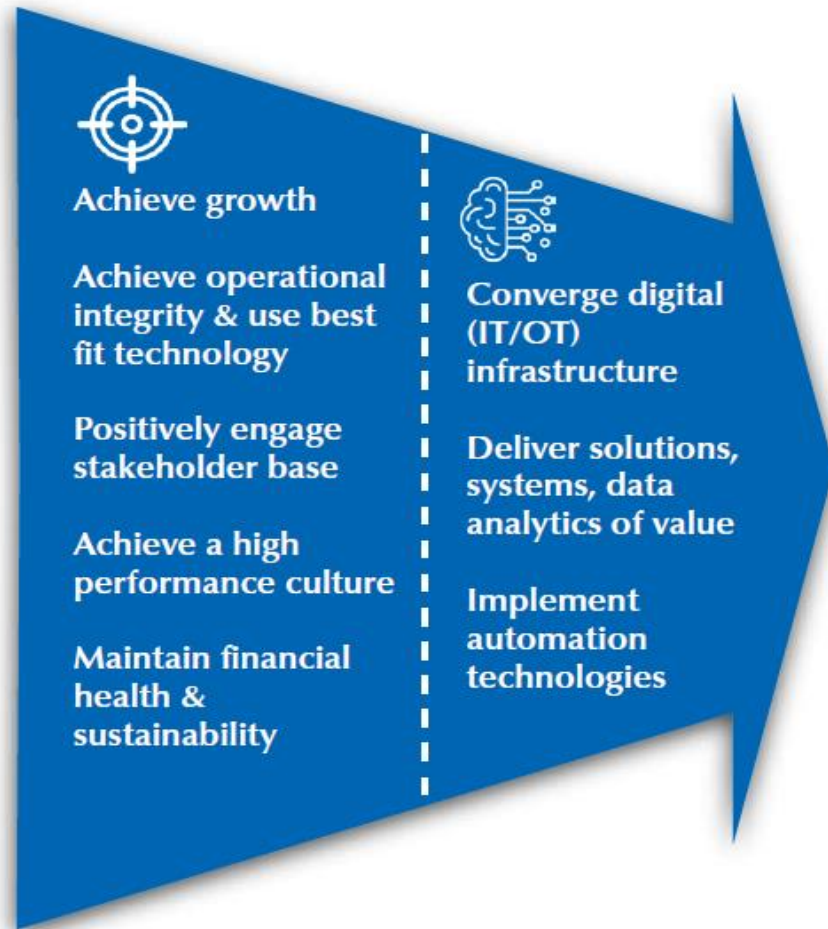 Achieve growth
Achieve operational
integrity & use best
fit technology
Positively engage
stakeholder base
Achieve a high
performance culture
Maintain financial
health &
sustainability
Converge digital
(IT/OT)
infrastructure
Deliver solutions,
systems, data
analytics of value
Implement
automation
technologies